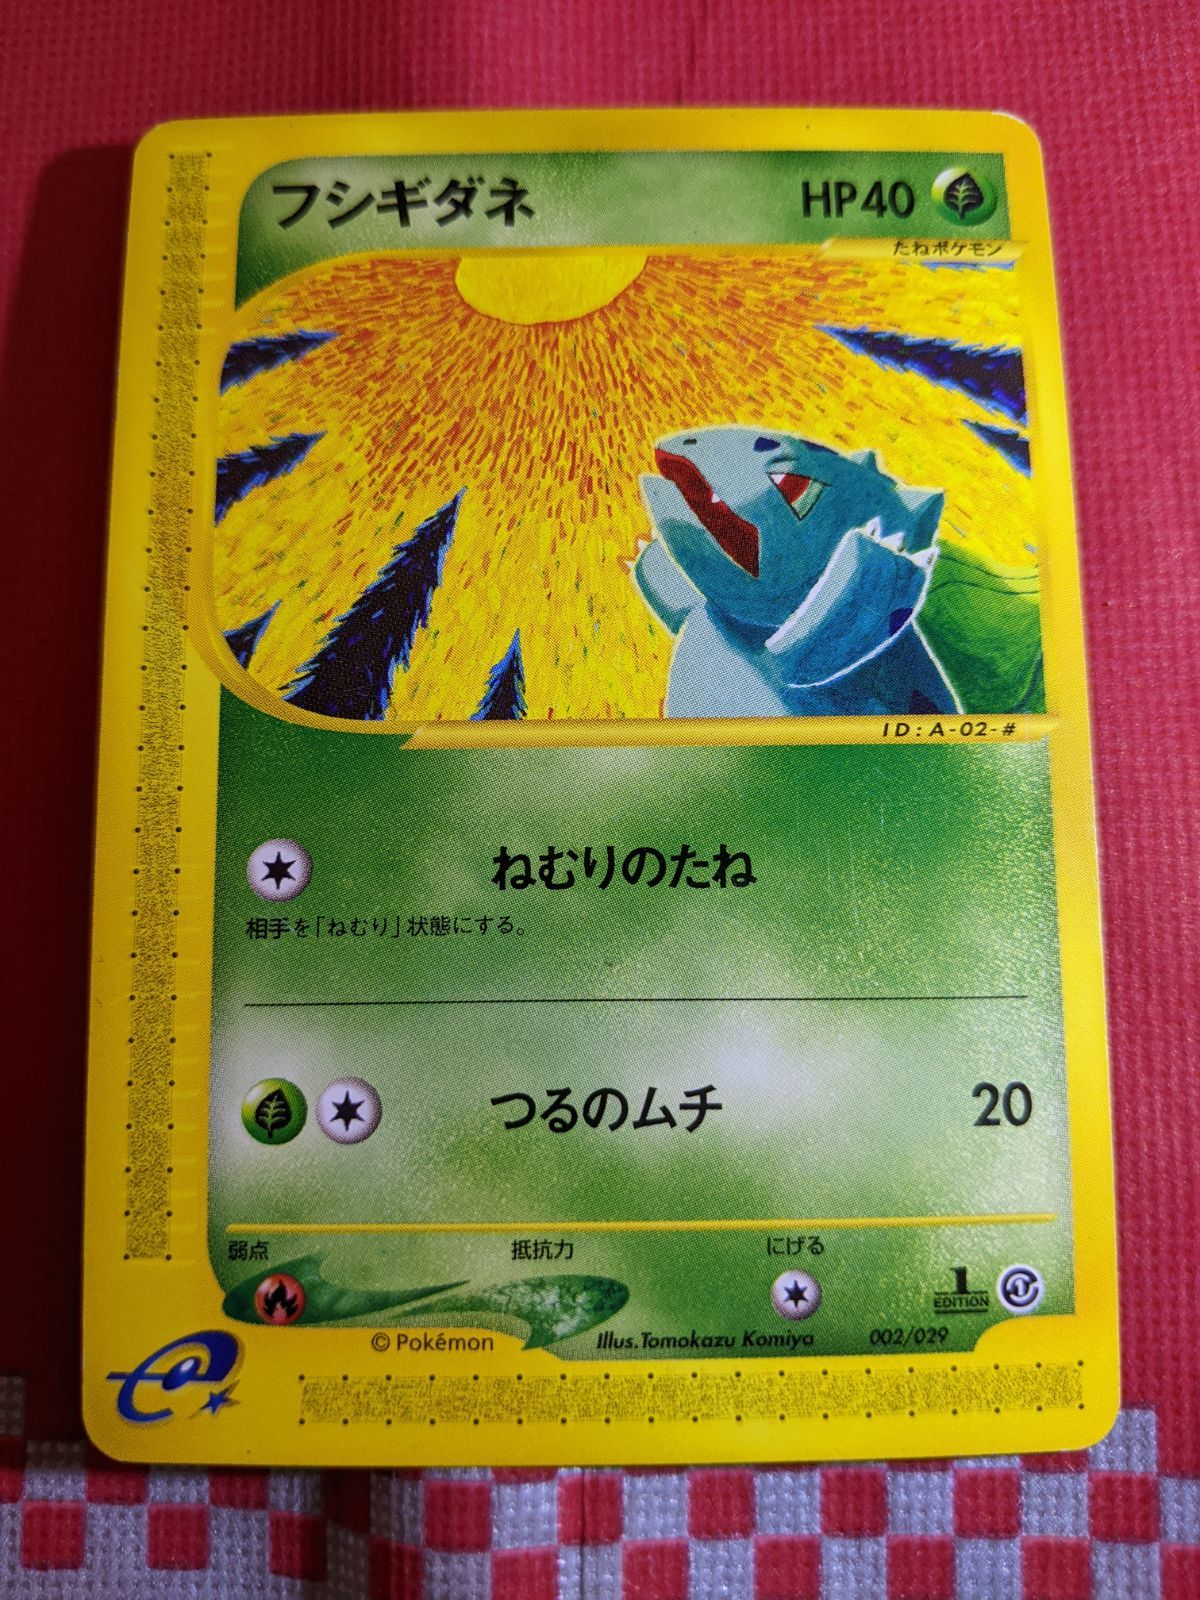 フシギダネ HP40
たねポケモン
ID:A-02-#
ねむりのたね
相手を「ねむり」状態にする。
つるのムチ 20
弱点 抵抗力 にげる
1
EDITION
© Pokémon Illus.Tomokazu Komiya 002/029
e